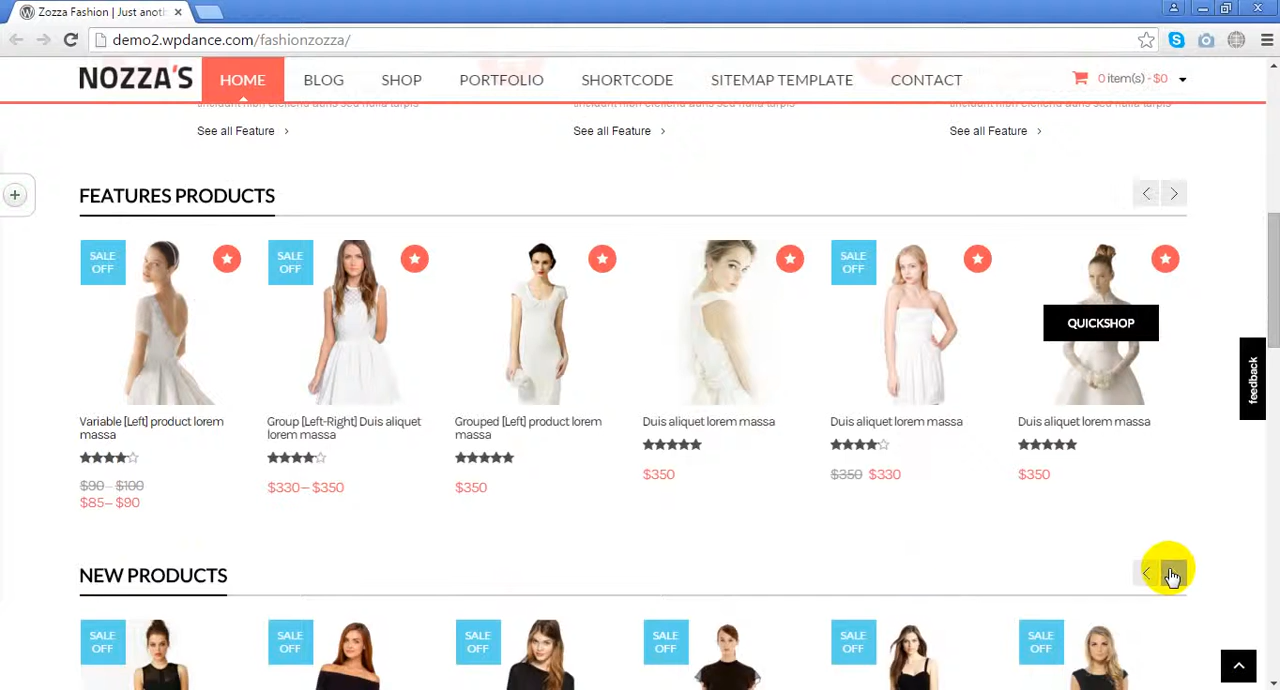 Zozza Fashion | Just anoth
demo2.wpdance.com/fashionzozza/
NOZZA'S HOME BLOG SHOP PORTFOLIO SHORTCODE SITEMAP TEMPLATE CONTACT 0 item(s) - $0
See all Feature See all Feature See all Feature
FEATURES PRODUCTS
SALE OFF SALE OFF SALE OFF
QUICKSHOP
feedback
Variable [Left] product lorem massa
$90 – $100
$85– $90
Group [Left-Right] Duis aliquet lorem massa
$330– $350
Grouped [Left] product lorem massa
$350
Duis aliquet lorem massa
$350
Duis aliquet lorem massa
$350 $330
Duis aliquet lorem massa
$350
NEW PRODUCTS
SALE OFF SALE OFF SALE OFF SALE OFF SALE OFF SALE OFF